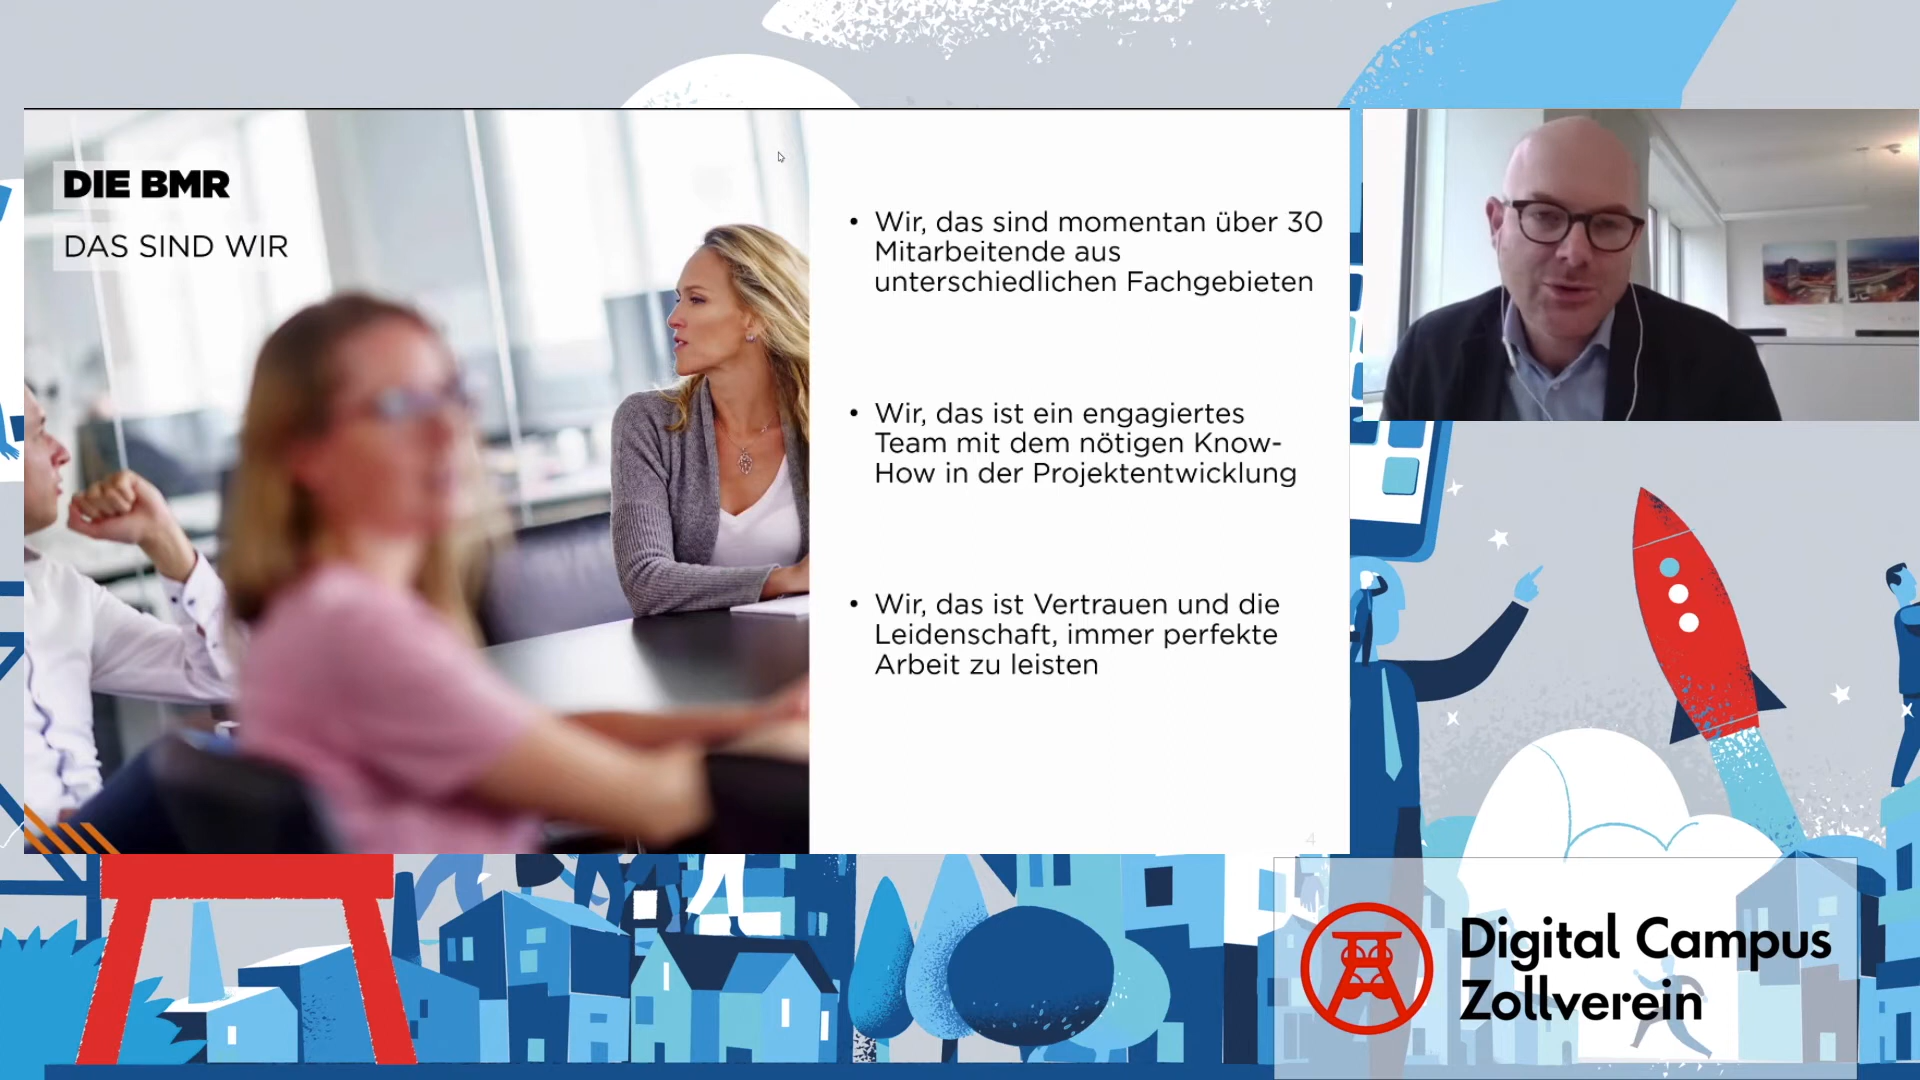 DIE BMR
DAS SIND WIR
• Wir, das sind momentan über 30
Mitarbeitende aus
unterschiedlichen Fachgebieten
• Wir, das ist ein engagiertes
Team mit dem nötigen Know-
How in der Projektentwicklung
• Wir, das ist Vertrauen und die
Leidenschaft, immer perfekte
Arbeit zu leisten
4
Digital Campus
Zollverein